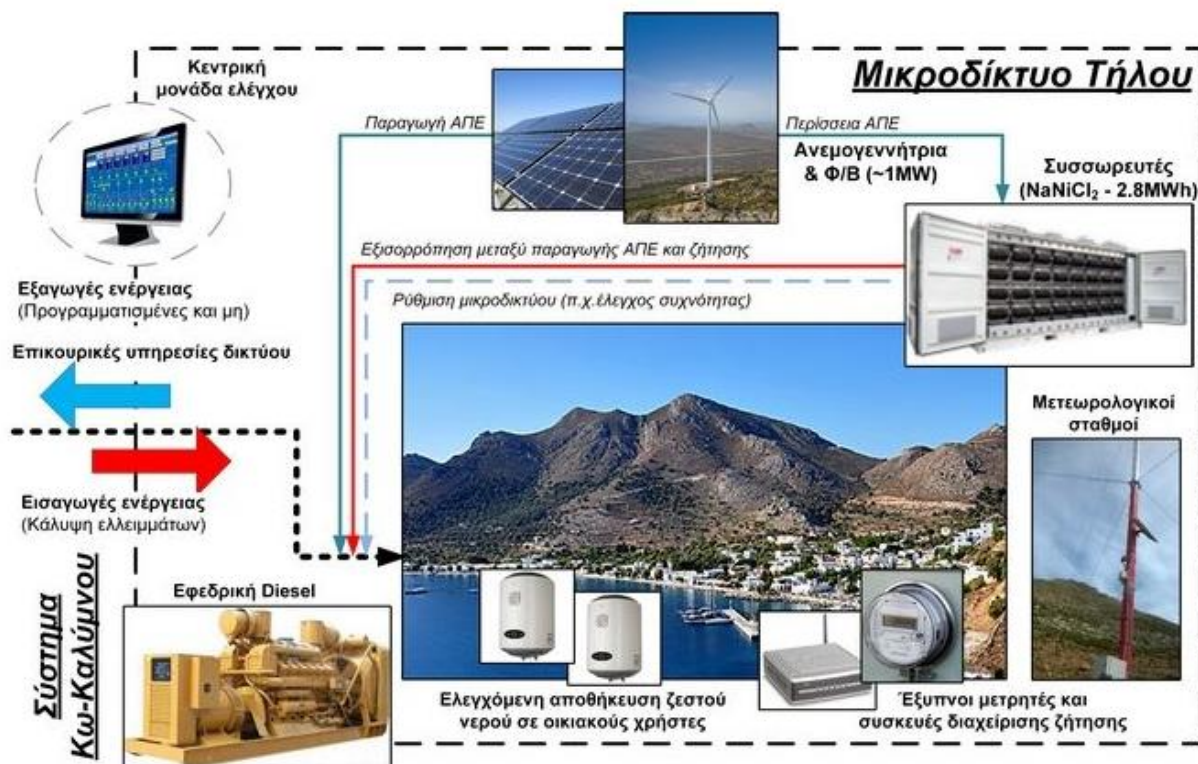 Κεντρική
μονάδα ελέγχου
Μικροδίκτυο Τήλου
Παραγωγή ΑΠΕ
Περίσσεια ΑΠΕ
Ανεμογεννήτρια
& Φ/Β (~1MW)
Συσσωρευτές
(NaNiCl₂ - 2.8MWh)
Εξισορρόπηση μεταξύ παραγωγής ΑΠΕ και ζήτησης
Ρύθμιση μικροδικτύου (π.χ.έλεγχος συχνότητας)
Εξαγωγές ενέργειας
(Προγραμματισμένες και μη)
Επικουρικές υπηρεσίες δικτύου
Μετεωρολογικοί
σταθμοί
Εισαγωγές ενέργειας
(Κάλυψη ελλειμμάτων)
Σύστημα
Κω-Καλύμνου
Εφεδρική Diesel
Ελεγχόμενη αποθήκευση ζεστού
νερού σε οικιακούς χρήστες
Έξυπνοι μετρητές και
συσκευές διαχείρισης ζήτησης